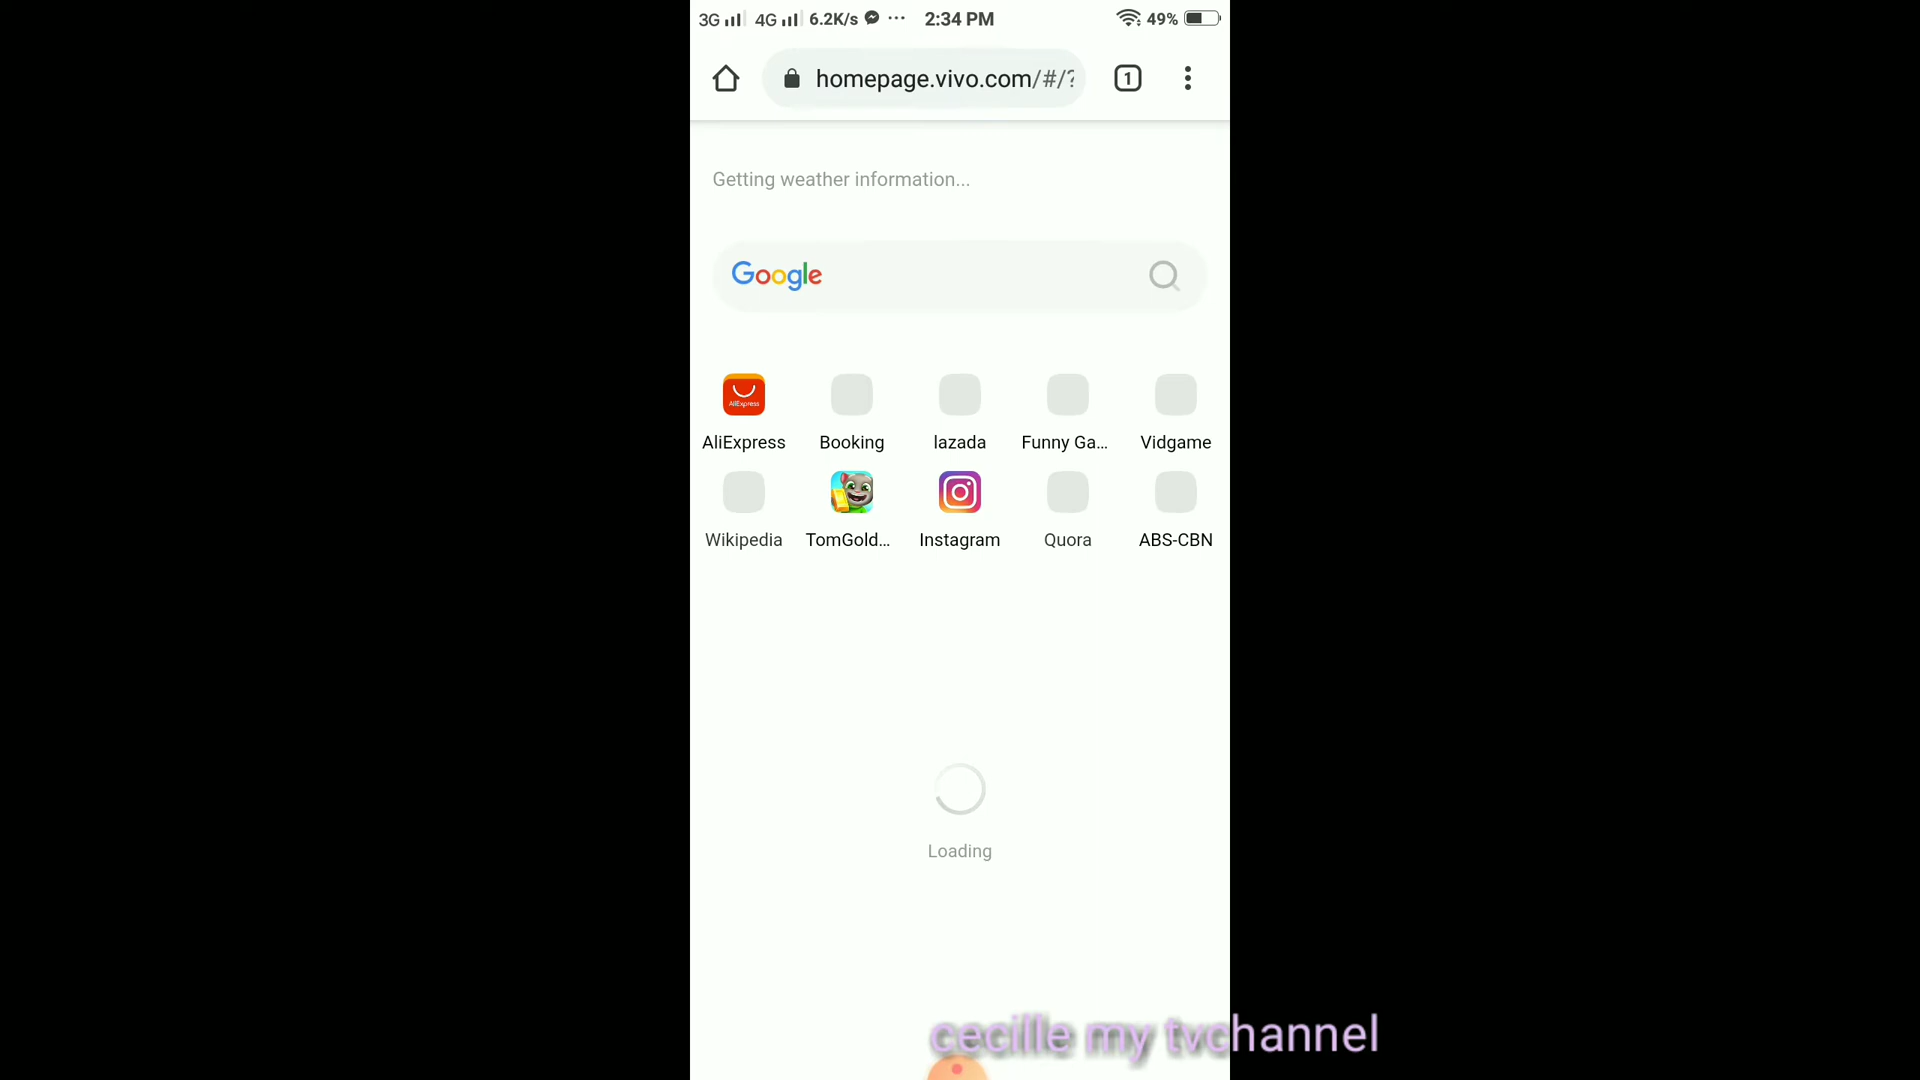 3G 4G 6.2K/s ... 2:34 PM 49%
homepage.vivo.com/#/? 1
Getting weather information...
Google
AliExpress
AliExpress Booking lazada Funny Ga... Vidgame
Wikipedia TomGold... Instagram Quora ABS-CBN
Loading
cecille my tvchannel